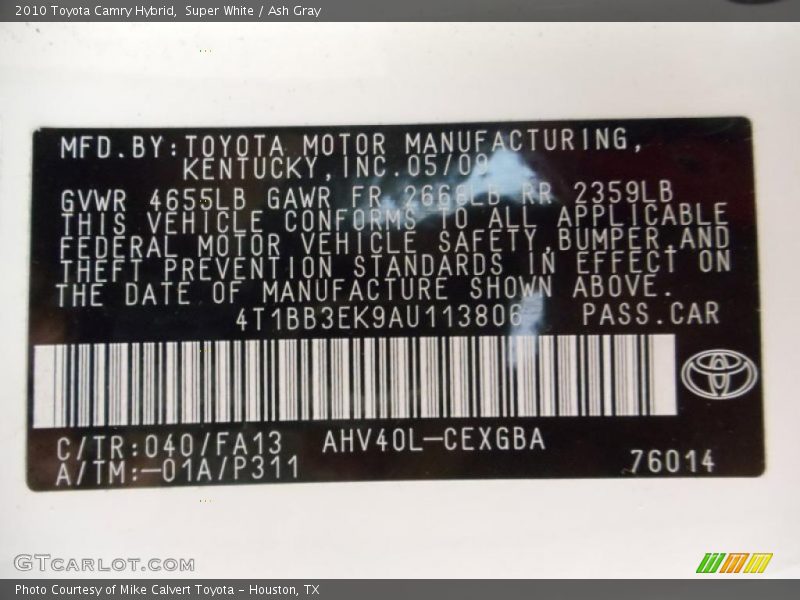 2010 Toyota Camry Hybrid,  Super White / Ash Gray
MFD.BY:TOYOTA MOTOR MANUFACTURING,
KENTUCKY,INC.05/09
GVWR 4655LB GAWR FR 2668LB RR 2359LB
THIS VEHICLE CONFORMS TO ALL APPLICABLE
FEDERAL MOTOR VEHICLE SAFETY,BUMPER,AND
THEFT PREVENTION STANDARDS IN EFFECT ON
THE DATE OF MANUFACTURE SHOWN ABOVE.
4T1BB3EK9AU113806 PASS.CAR
C/TR:040/FA13 AHV40L-CEXGBA
A/TM:-01A/P311 76014
GTCarLot.com
Photo Courtesy of Mike Calvert Toyota - Houston, TX